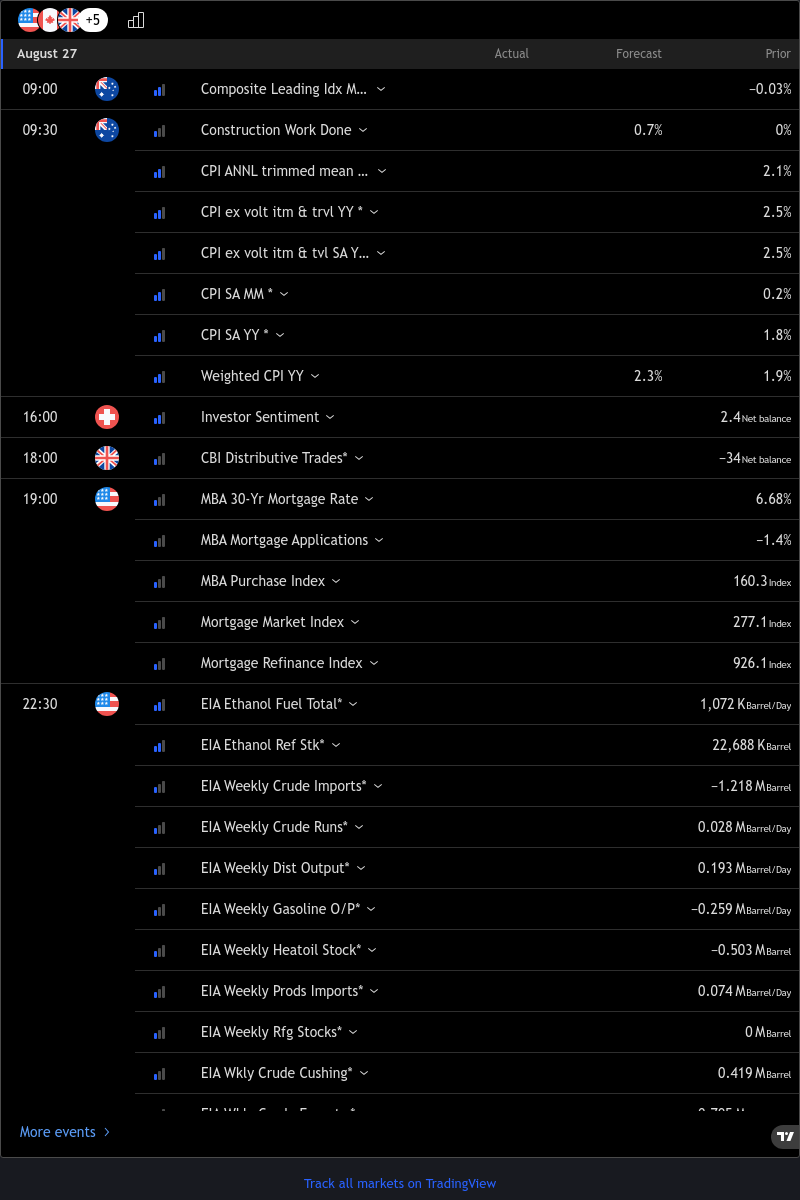 +5
August 27 Actual Forecast Prior
09:00 Composite Leading Idx M... −0.03%
09:30 Construction Work Done 0.7% 0%
CPI ANNL trimmed mean ... 2.1%
CPI ex volt itm & trvl YY * 2.5%
CPI ex volt itm & tvl SA Y... 2.5%
CPI SA MM * 0.2%
CPI SA YY * 1.8%
Weighted CPI YY 2.3% 1.9%
16:00 Investor Sentiment 2.4 Net balance
18:00 CBI Distributive Trades* −34 Net balance
19:00 MBA 30-Yr Mortgage Rate 6.68%
MBA Mortgage Applications −1.4%
MBA Purchase Index 160.3 Index
Mortgage Market Index 277.1 Index
Mortgage Refinance Index 926.1 Index
22:30 EIA Ethanol Fuel Total* 1,072 K Barrel/Day
EIA Ethanol Ref Stk* 22,688 K Barrel
EIA Weekly Crude Imports* −1.218 M Barrel
EIA Weekly Crude Runs* 0.028 M Barrel/Day
EIA Weekly Dist Output* 0.193 M Barrel/Day
EIA Weekly Gasoline O/P* −0.259 M Barrel/Day
EIA Weekly Heatoil Stock* −0.503 M Barrel
EIA Weekly Prods Imports* 0.074 M Barrel/Day
EIA Weekly Rfg Stocks* 0 M Barrel
EIA Wkly Crude Cushing* 0.419 M Barrel
More events
Track all markets on TradingView